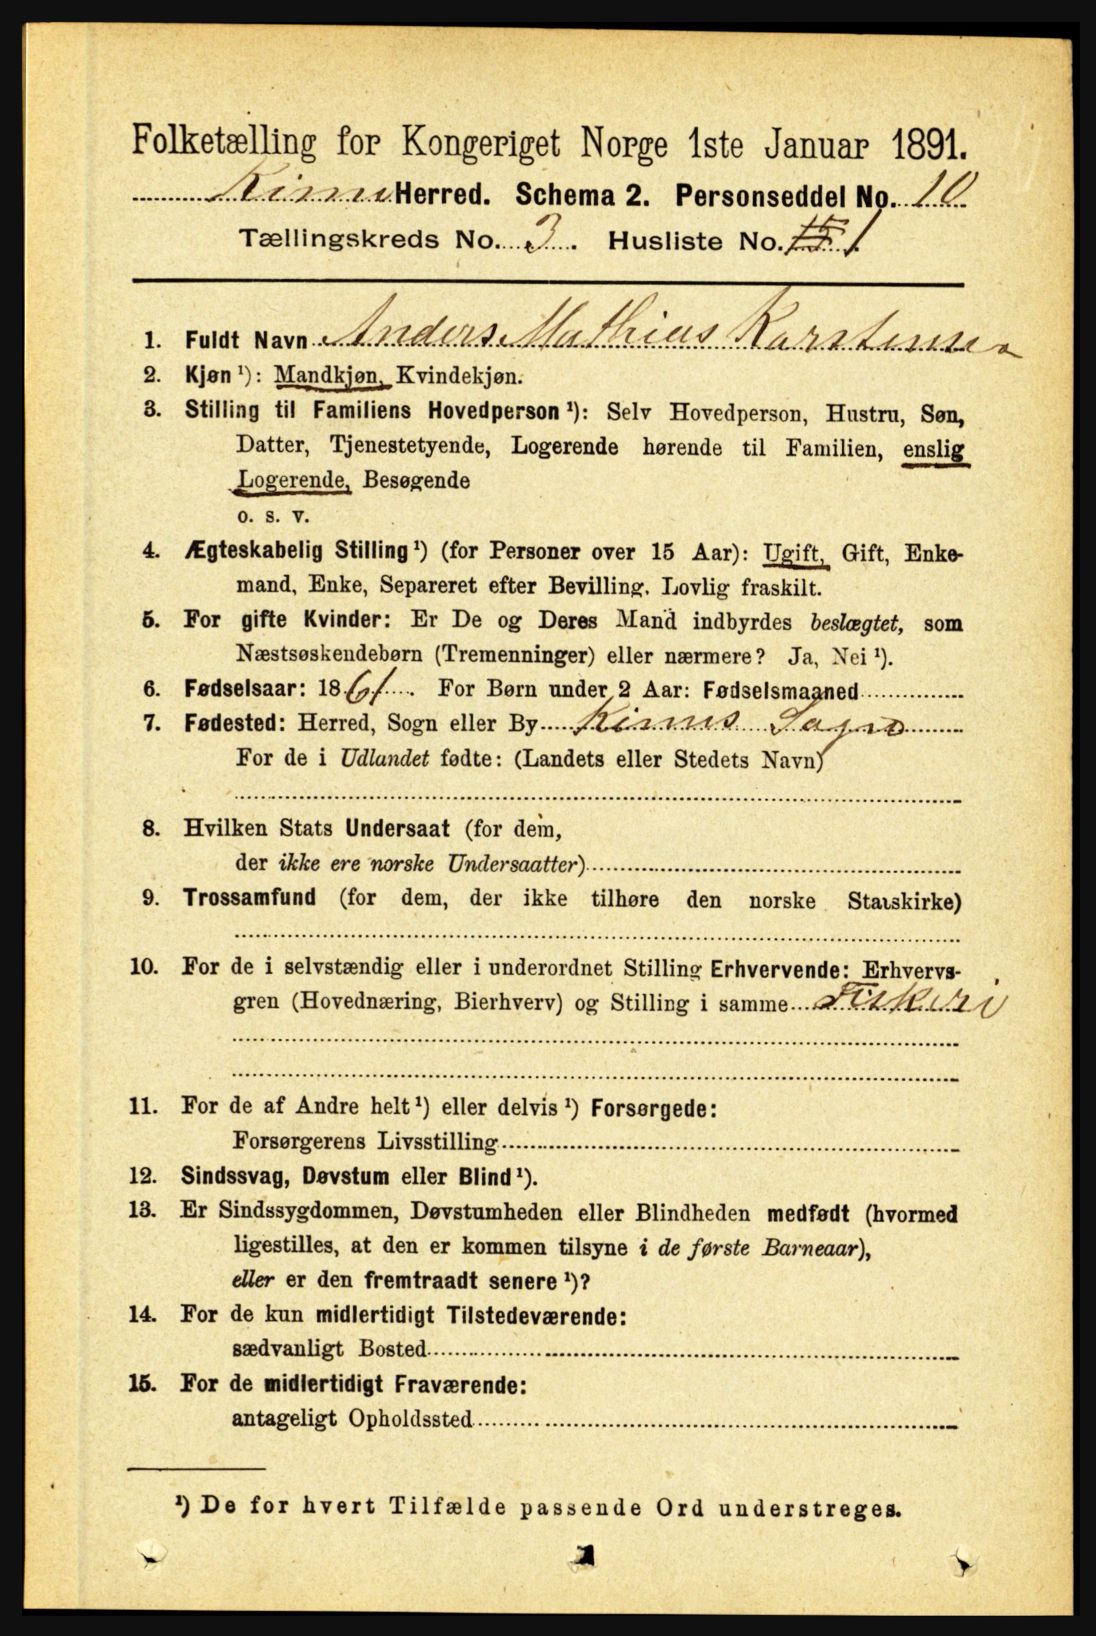 Folketælling for Kongeriget Norge 1ste Januar 1891.
Kinn Herred. Schema 2. Personseddel No. 10
Tællingskreds No. 3. Husliste No. 15 1
1. Fuldt Navn Anders Mathias Karstensen
2. Kjøn ¹): Mandkjøn, Kvindekjøn.
3. Stilling til Familiens Hovedperson ¹): Selv Hovedperson, Hustru, Søn,
Datter, Tjenestetyende, Logerende hørende til Familien, enslig
Logerende, Besøgende
o. s. v.
4. Ægteskabelig Stilling ¹) (for Personer over 15 Aar): Ugift, Gift, Enke-
mand, Enke, Separeret efter Bevilling. Lovlig fraskilt.
5. For gifte Kvinder: Er De og Deres Mand indbyrdes beslægtet, som
Næstsøskendebørn (Tremenninger) eller nærmere? Ja, Nei ¹).
6. Fødselsaar: 1861. For Børn under 2 Aar: Fødselsmaaned
7. Fødested: Herred, Sogn eller By Kinns Sogn
For de i Udlandet fødte: (Landets eller Stedets Navn)
8. Hvilken Stats Undersaat (for dem,
der ikke ere norske Undersaatter)
9. Trossamfund (for dem, der ikke tilhøre den norske Statskirke)
10. For de i selvstændig eller i underordnet Stilling Erhvervende: Erhvervs-
gren (Hovednæring, Bierhverv) og Stilling i samme Fiskeri
11. For de af Andre helt ¹) eller delvis ¹) Forsørgede:
Forsørgerens Livsstilling
12. Sindssvag, Døvstum eller Blind ¹).
13. Er Sindssygdommen, Døvstumheden eller Blindheden medfødt (hvormed
ligestilles, at den er kommen tilsyne i de første Barneaar),
eller er den fremtraadt senere ¹)?
14. For de kun midlertidigt Tilstedeværende:
sædvanligt Bosted
15. For de midlertidigt Fraværende:
antageligt Opholdssted
¹) De for hvert Tilfælde passende Ord understreges.